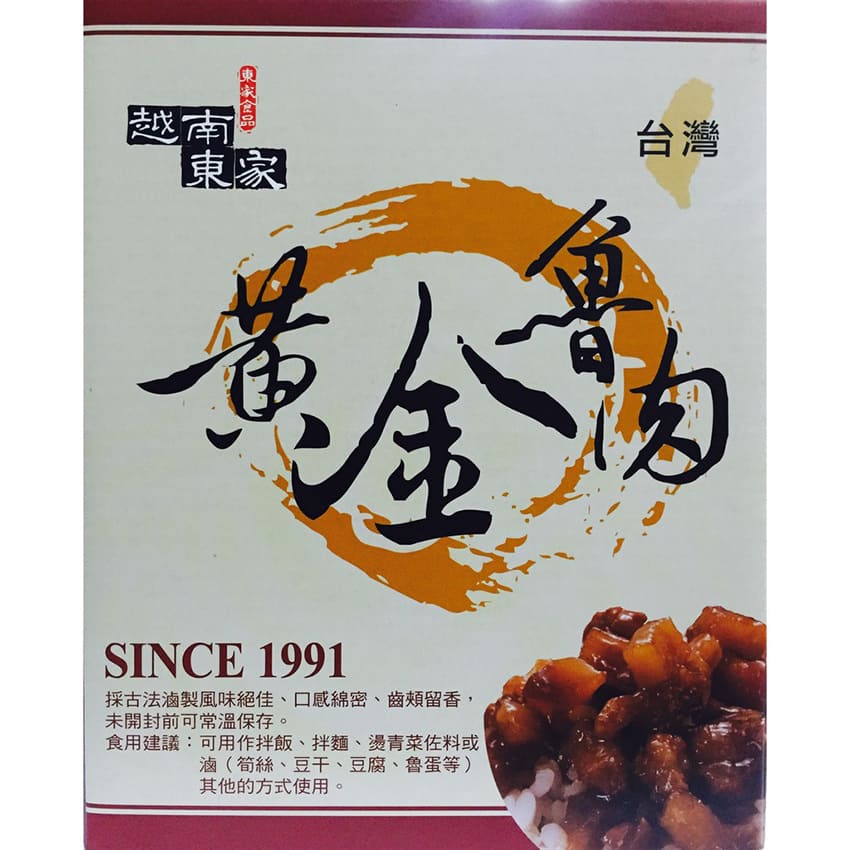 東家食品
越南
東家
台灣
黃金魯肉
SINCE 1991
採古法滷製風味絕佳、口感綿密、齒頰留香，
未開封前可常溫保存。
食用建議：可用作拌飯、拌麵、燙青菜佐料或
滷（筍絲、豆干、豆腐、魯蛋等）
其他的方式使用。